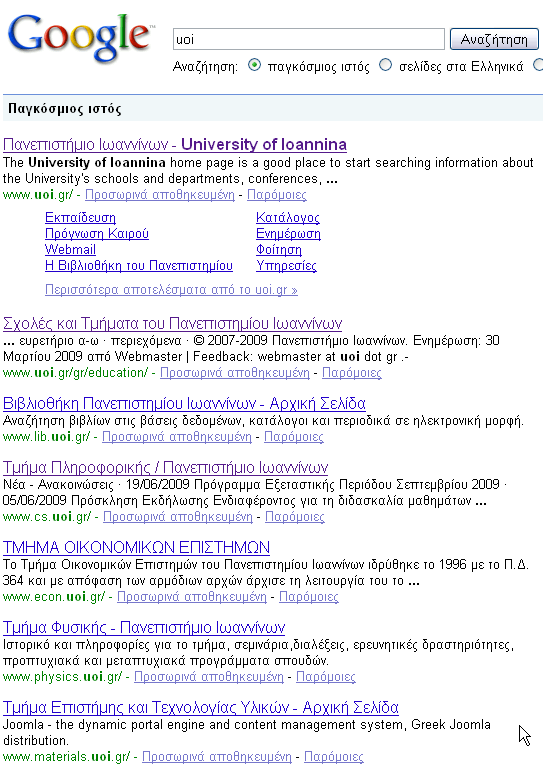 Google™
uoi
Αναζήτηση
Αναζήτηση: παγκόσμιος ιστός σελίδες στα Ελληνικά
Παγκόσμιος ιστός
Πανεπιστήμιο Ιωαννίνων - University of Ioannina
The University of Ioannina home page is a good place to start searching information about
the University's schools and departments, conferences, ...
www.uoi.gr/ - Προσωρινά αποθηκευμένη - Παρόμοιες
Εκπαίδευση Κατάλογος
Πρόγνωση Καιρού Ενημέρωση
Webmail Φοίτηση
Η Βιβλιοθήκη του Πανεπιστημίου Υπηρεσίες
Περισσότερα αποτελέσματα από το uoi.gr »
Σχολές και Τμήματα του Πανεπιστημίου Ιωαννίνων
... ευρετήριο α-ω · περιεχόμενα · © 2007-2009 Πανεπιστήμιο Ιωαννίνων. Ενημέρωση: 30
Μαρτίου 2009 από Webmaster | Feedback: webmaster at uoi dot gr .-
www.uoi.gr/gr/education/ - Προσωρινά αποθηκευμένη - Παρόμοιες
Βιβλιοθήκη Πανεπιστημίου Ιωαννίνων - Αρχική Σελίδα
Αναζήτηση βιβλίων στις βάσεις δεδομένων, κατάλογοι και περιοδικά σε ηλεκτρονική μορφή.
www.lib.uoi.gr/ - Προσωρινά αποθηκευμένη - Παρόμοιες
Τμήμα Πληροφορικής / Πανεπιστήμιο Ιωαννίνων
Νέα - Ανακοινώσεις · 19/06/2009 Πρόγραμμα Εξεταστικής Περιόδου Σεπτεμβρίου 2009 ·
05/06/2009 Πρόσκληση Εκδήλωσης Ενδιαφέροντος για τη διδασκαλία μαθημάτων ...
www.cs.uoi.gr/ - Προσωρινά αποθηκευμένη - Παρόμοιες
ΤΜΗΜΑ ΟΙΚΟΝΟΜΙΚΩΝ ΕΠΙΣΤΗΜΩΝ
Το Τμήμα Οικονομικών Επιστημών του Πανεπιστημίου Ιωαννίνων ιδρύθηκε το 1996 με το Π.Δ.
364 και με απόφαση των αρμόδιων αρχών άρχισε τη λειτουργία του το ...
www.econ.uoi.gr/ - Προσωρινά αποθηκευμένη - Παρόμοιες
Τμήμα Φυσικής - Πανεπιστήμιο Ιωαννίνων
Ιστορικό και πληροφορίες για το τμήμα, σεμινάρια,διαλέξεις, ερευνητικές δραστηριότητες,
προπτυχιακά και μεταπτυχιακά προγράμματα σπουδών.
www.physics.uoi.gr/ - Προσωρινά αποθηκευμένη - Παρόμοιες
Τμήμα Επιστήμης και Τεχνολογίας Υλικών - Αρχική Σελίδα
Joomla - the dynamic portal engine and content management system, Greek Joomla
distribution.
www.materials.uoi.gr/ - Προσωρινά αποθηκευμένη - Παρόμοιες